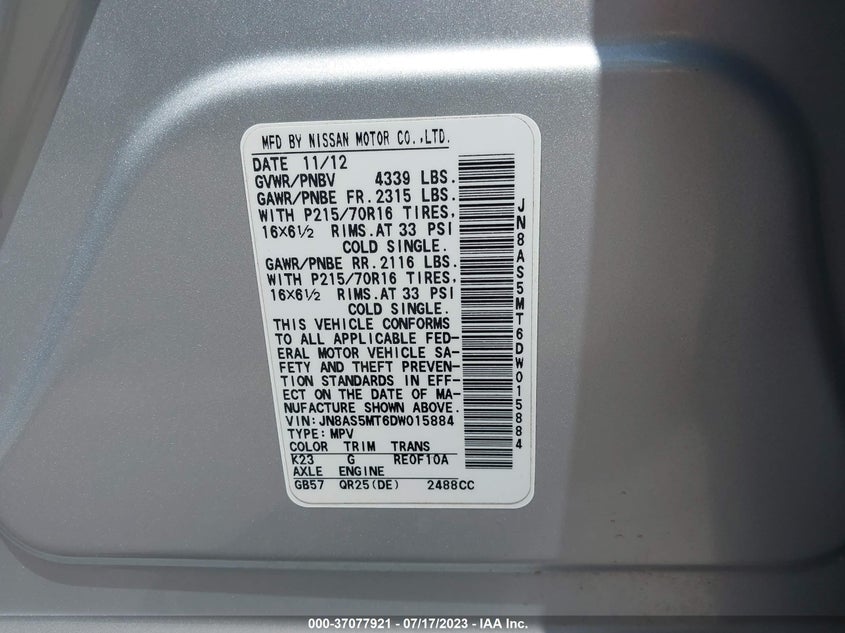 MFD BY NISSAN MOTOR CO.,LTD.
DATE 11/12
GVWR/PNBV 4339 LBS.
GAWR/PNBE FR.2315 LBS.
WITH P215/70R16 TIRES,
16X6½ RIMS.AT 33 PSI
COLD SINGLE.
GAWR/PNBE RR.2116 LBS.
WITH P215/70R16 TIRES,
16X6½ RIMS.AT 33 PSI
COLD SINGLE.
THIS VEHICLE CONFORMS
TO ALL APPLICABLE FED-
ERAL MOTOR VEHICLE SA-
FETY AND THEFT PREVEN-
TION STANDARDS IN EFF-
ECT ON THE DATE OF MA-
NUFACTURE SHOWN ABOVE.
VIN:JN8AS5MT6DW015884
TYPE:MPV
COLOR TRIM TRANS
K23 G RE0F10A
AXLE ENGINE
GB57 QR25(DE) 2488CC
JN8AS5MT6DW015884
000-37077921 - 07/17/2023 - IAA Inc.